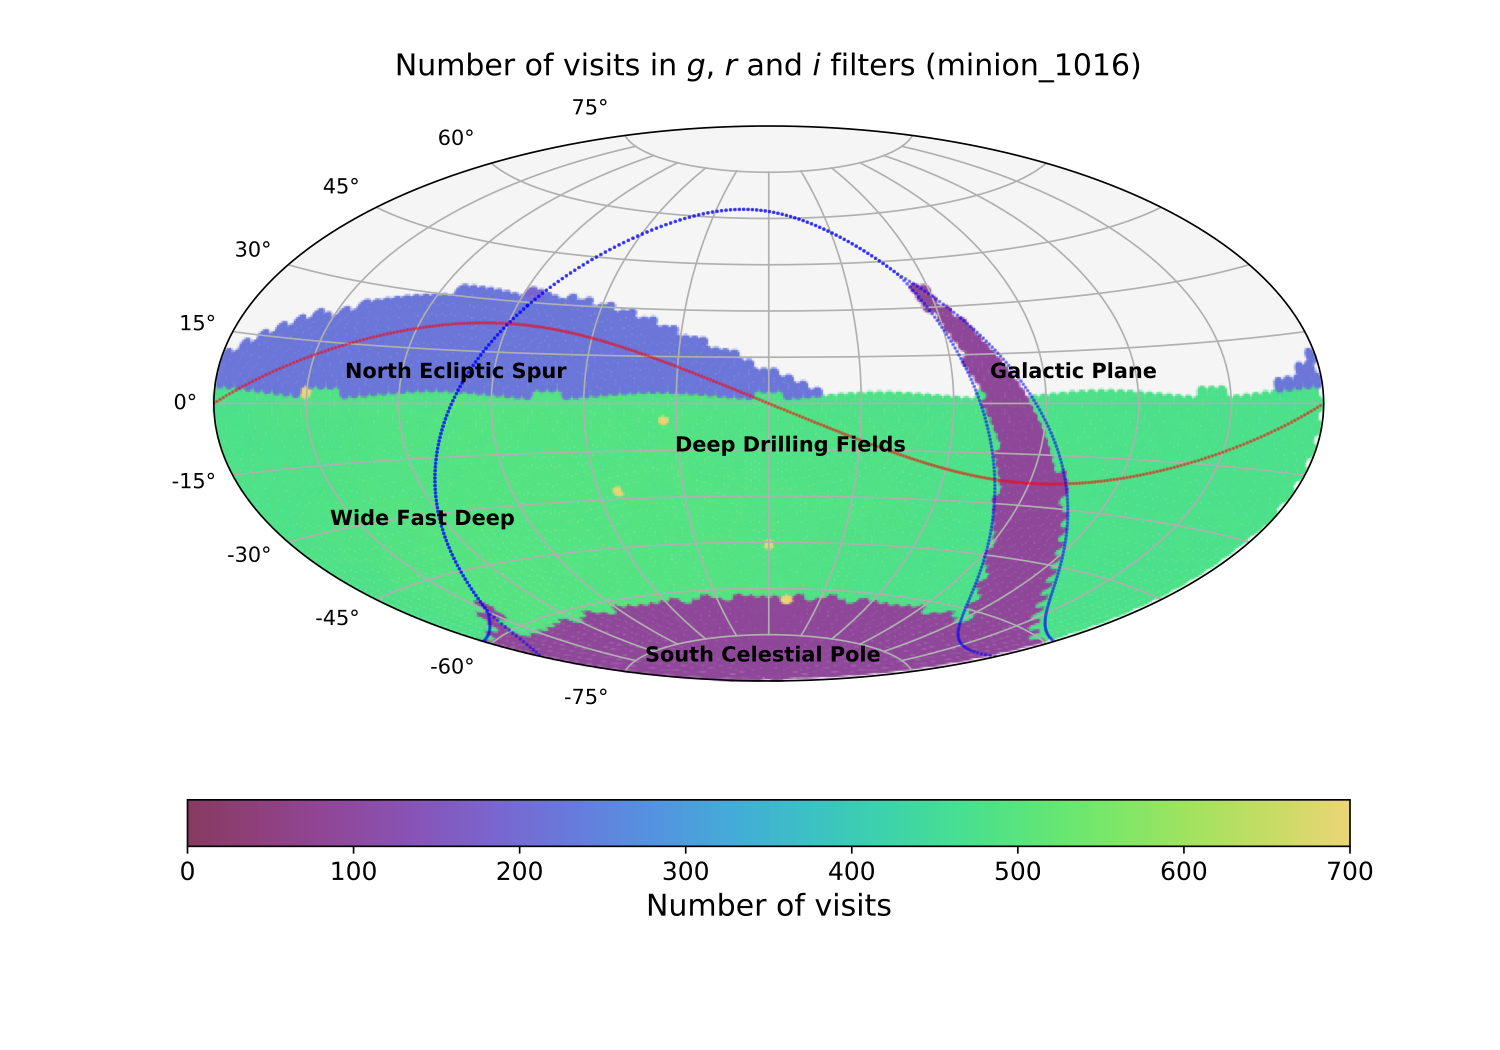 Number of visits in g, r and i filters (minion_1016)
75°
60°
45°
30°
15°
North Ecliptic Spur
Galactic Plane
0°
Deep Drilling Fields
-15°
Wide Fast Deep
-30°
-45°
South Celestial Pole
-60°
-75°
0 100 200 300 400 500 600 700
Number of visits